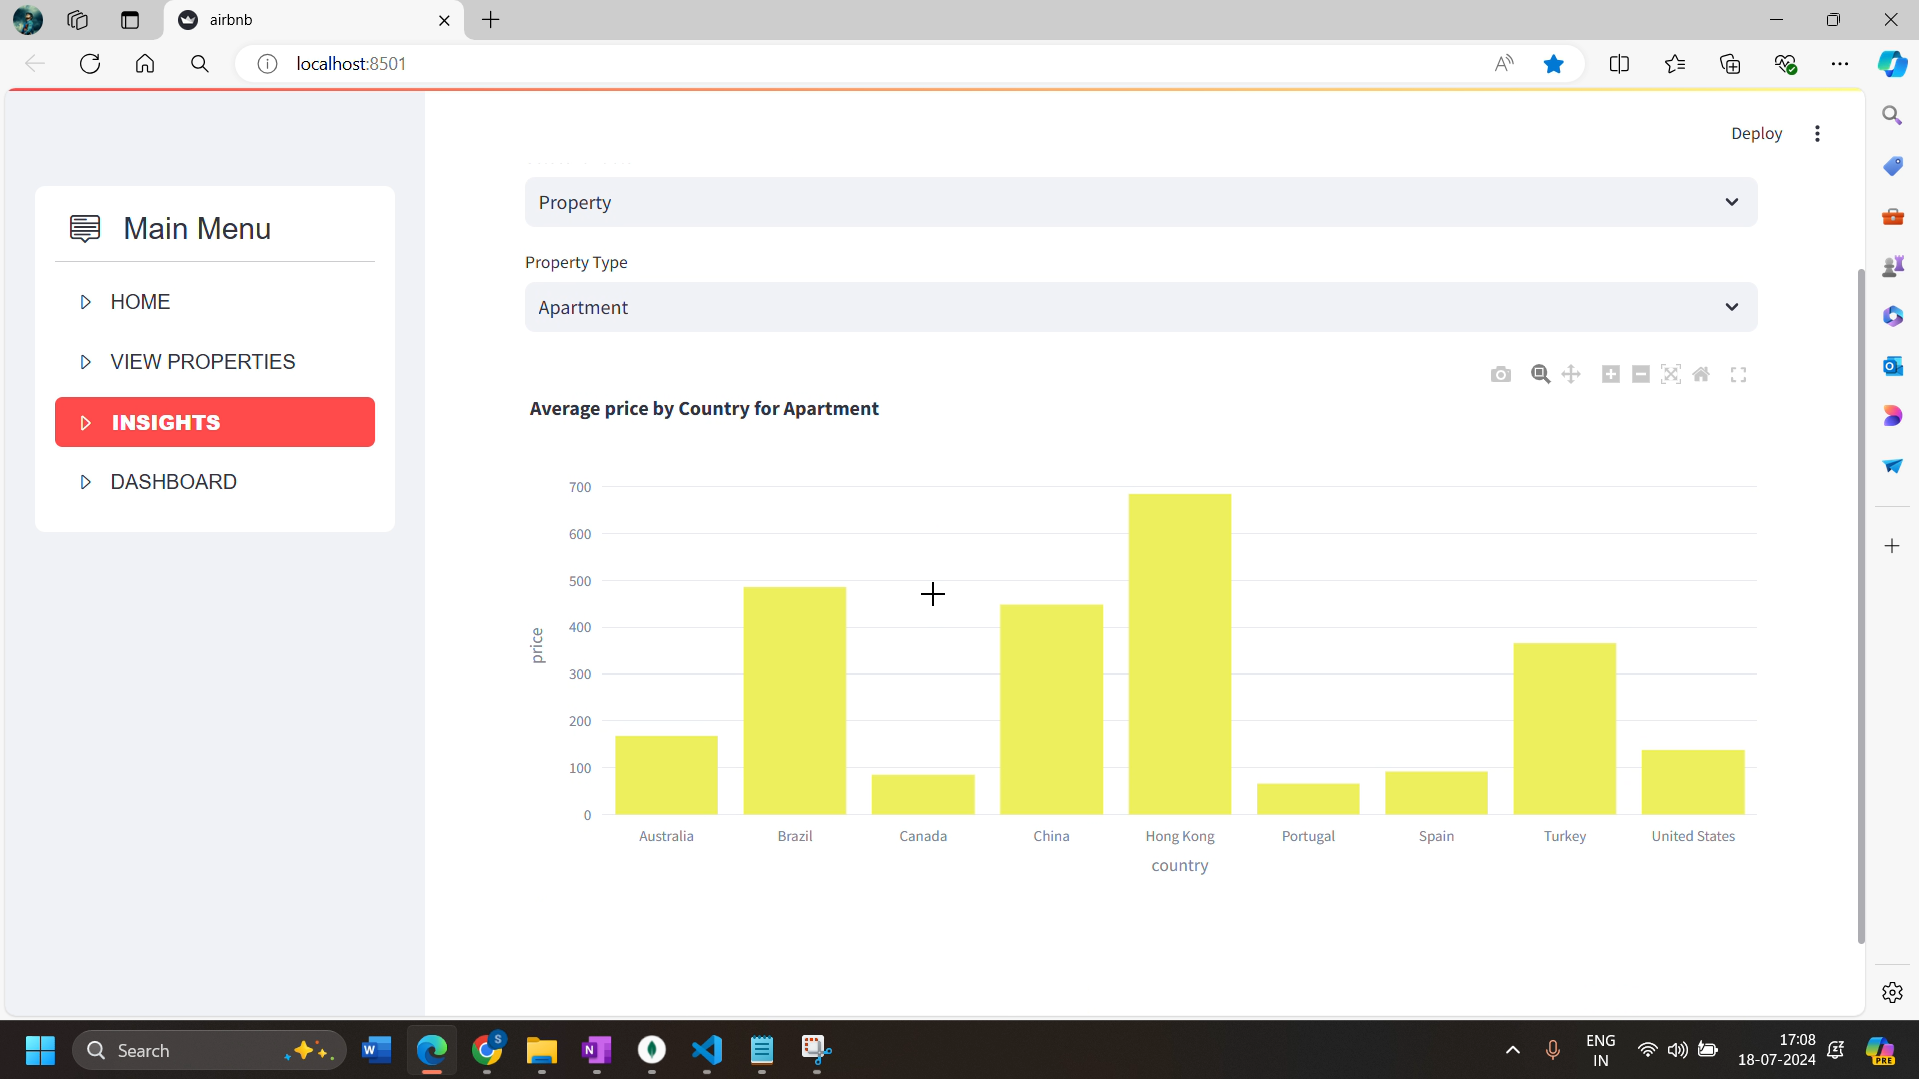 airbnb
localhost:8501
Deploy
Main Menu
HOME
VIEW PROPERTIES
INSIGHTS
DASHBOARD
Property
Property Type
Apartment
Average price by Country for Apartment
700
600
500
400
300
200
100
0
price
Australia Brazil Canada China Hong Kong Portugal Spain Turkey United States
country
Search
ENG
IN
17:08
18-07-2024
PRE